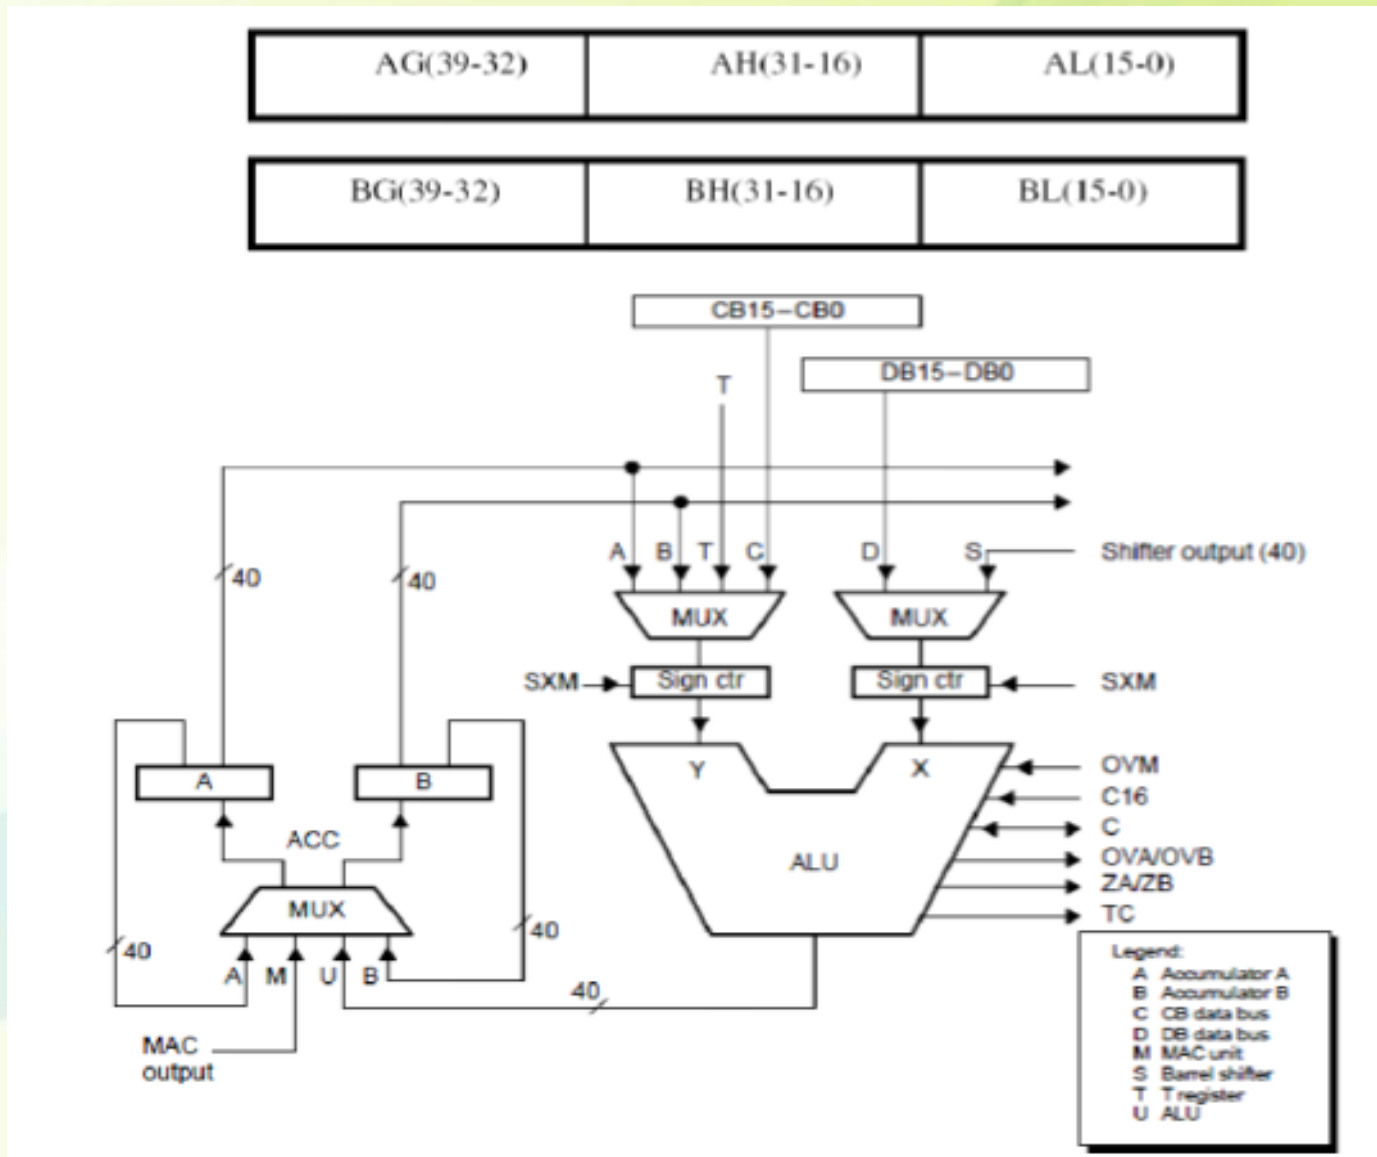 AG(39-32) AH(31-16) AL(15-0)
BG(39-32) BH(31-16) BL(15-0)
CB15–CB0
DB15–DB0
T
A B T C D S Shifter output (40)
40 40
MUX MUX
SXM Sign ctr Sign ctr SXM
Y X
A B
OVM
C16
ACC
C
ALU
OVA/OVB
ZA/ZB
MUX
TC
40 40
A M U B
40
MAC
output
Legend:
A Accumulator A
B Accumulator B
C CB data bus
D DB data bus
M MAC unit
S Barrel shifter
T T register
U ALU